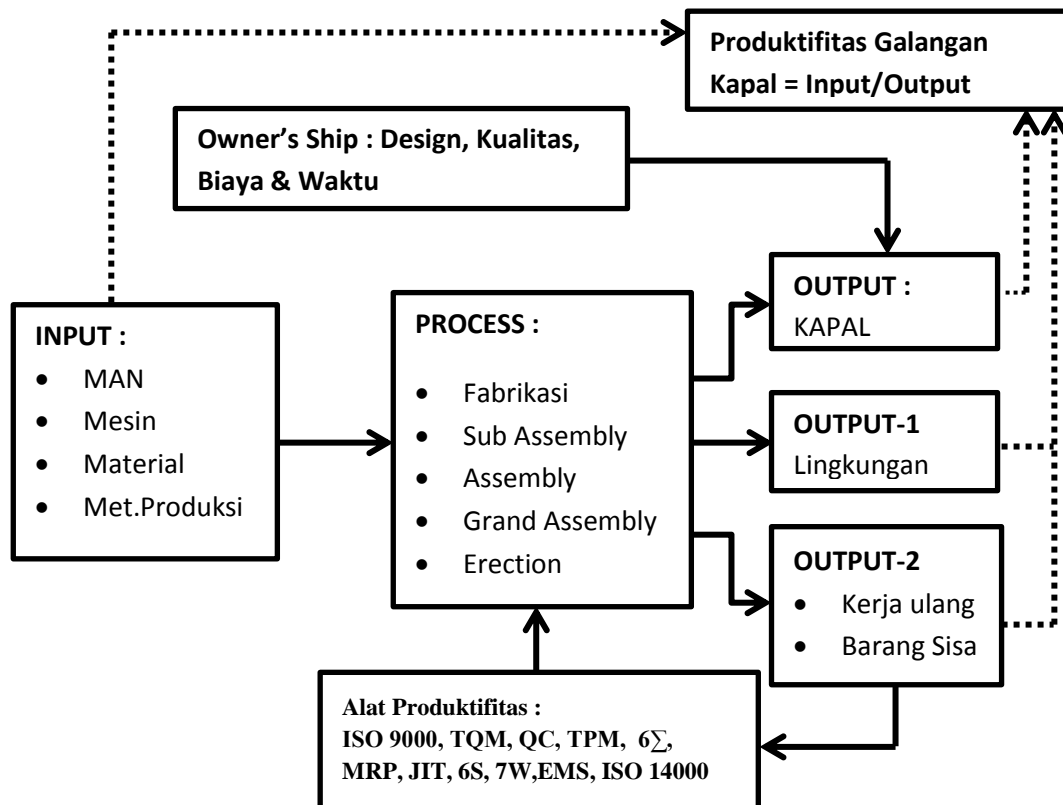 Produktifitas Galangan
Kapal = Input/Output
Owner’s Ship : Design, Kualitas,
Biaya & Waktu
INPUT :
• MAN
• Mesin
• Material
• Met.Produksi
PROCESS :
• Fabrikasi
• Sub Assembly
• Assembly
• Grand Assembly
• Erection
OUTPUT :
KAPAL
OUTPUT-1
Lingkungan
OUTPUT-2
• Kerja ulang
• Barang Sisa
Alat Produktifitas :
ISO 9000, TQM, QC, TPM, 6∑,
MRP, JIT, 6S, 7W,EMS, ISO 14000